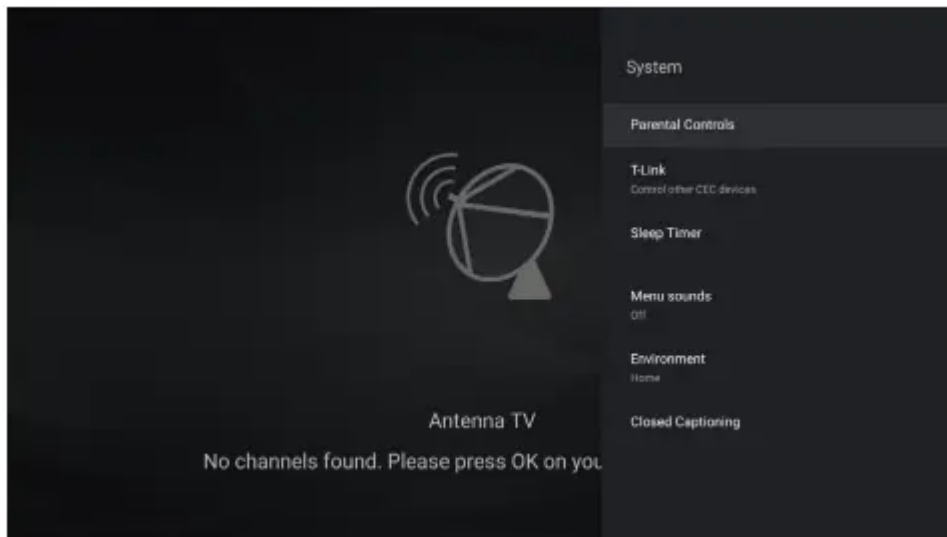 System
Parental Controls
T-Link
Control other CEC devices
Sleep Timer
Menu sounds
Off
Environment
Home
Closed Captioning
Antenna TV
No channels found. Please press OK on you